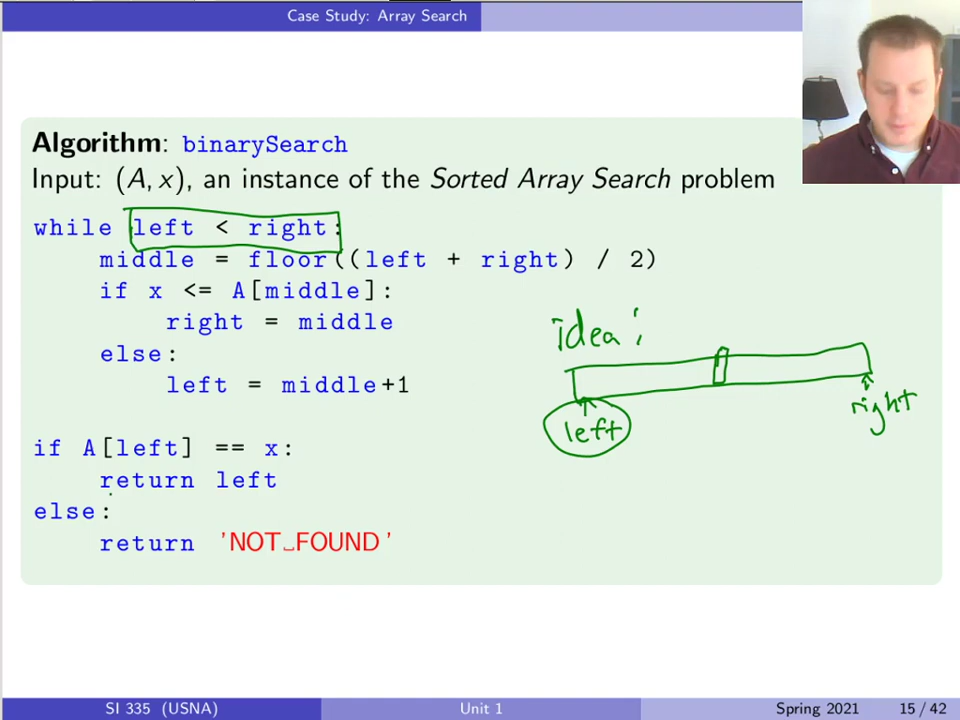 Case Study: Array Search
Algorithm: binarySearch
Input: (A, x), an instance of the Sorted Array Search problem
while left < right:
middle = floor((left + right) / 2)
if x <= A[middle]:
right = middle
else:
left = middle+1
if A[left] == x:
return left
else:
return 'NOT␣FOUND'
idea:
left
right
SI 335 (USNA)
Unit 1
Spring 2021
15 / 42